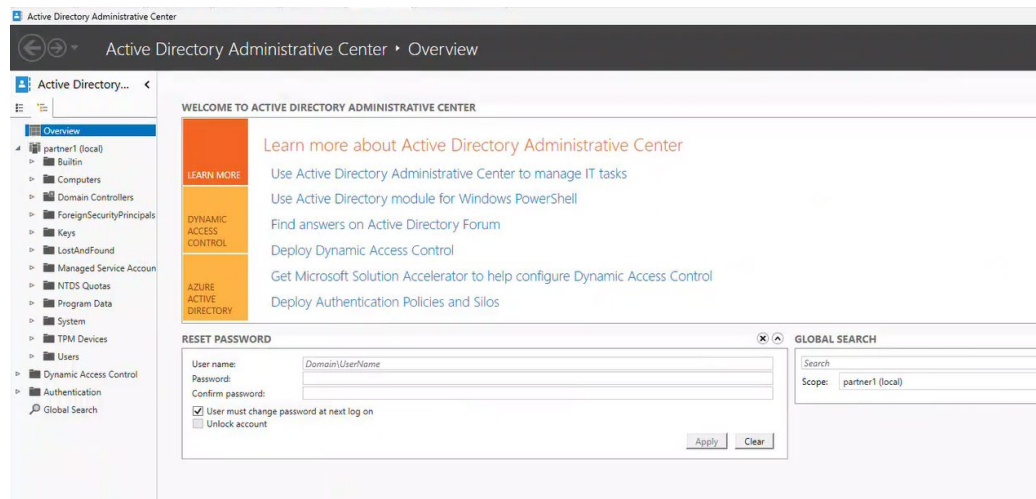 Active Directory Administrative Center
Active Directory Administrative Center • Overview
Active Directory...
Overview
partner1 (local)
Builtin
Computers
Domain Controllers
ForeignSecurityPrincipals
Keys
LostAndFound
Managed Service Accoun
NTDS Quotas
Program Data
System
TPM Devices
Users
Dynamic Access Control
Authentication
Global Search
WELCOME TO ACTIVE DIRECTORY ADMINISTRATIVE CENTER
LEARN MORE
DYNAMIC
ACCESS
CONTROL
AZURE
ACTIVE
DIRECTORY
Learn more about Active Directory Administrative Center
Use Active Directory Administrative Center to manage IT tasks
Use Active Directory module for Windows PowerShell
Find answers on Active Directory Forum
Deploy Dynamic Access Control
Get Microsoft Solution Accelerator to help configure Dynamic Access Control
Deploy Authentication Policies and Silos
RESET PASSWORD
User name: Domain\UserName
Password:
Confirm password:
User must change password at next log on
Unlock account
Apply Clear
GLOBAL SEARCH
Search
Scope: partner1 (local)